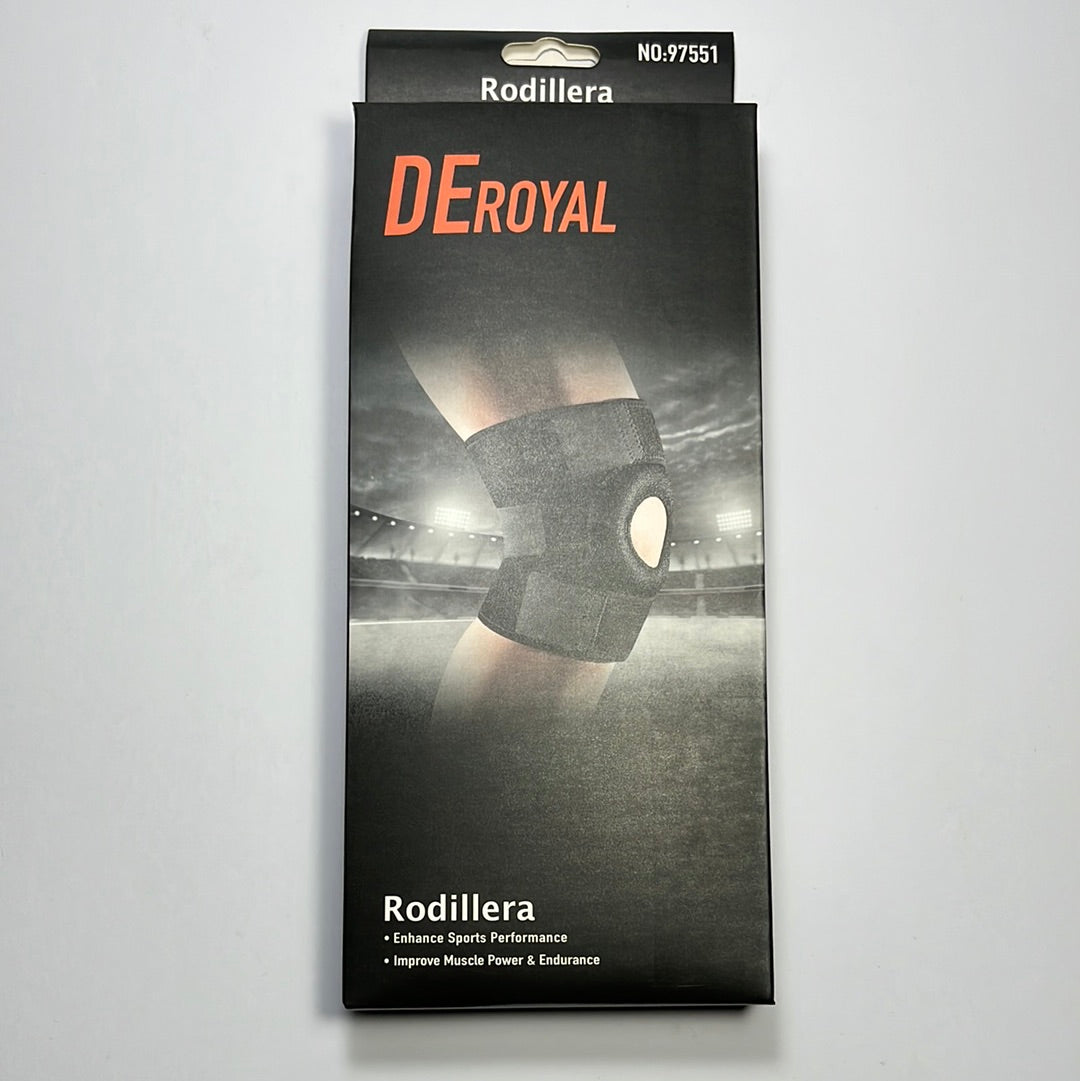 NO:97551
Rodillera
DEROYAL
Rodillera
• Enhance Sports Performance
• Improve Muscle Power & Endurance